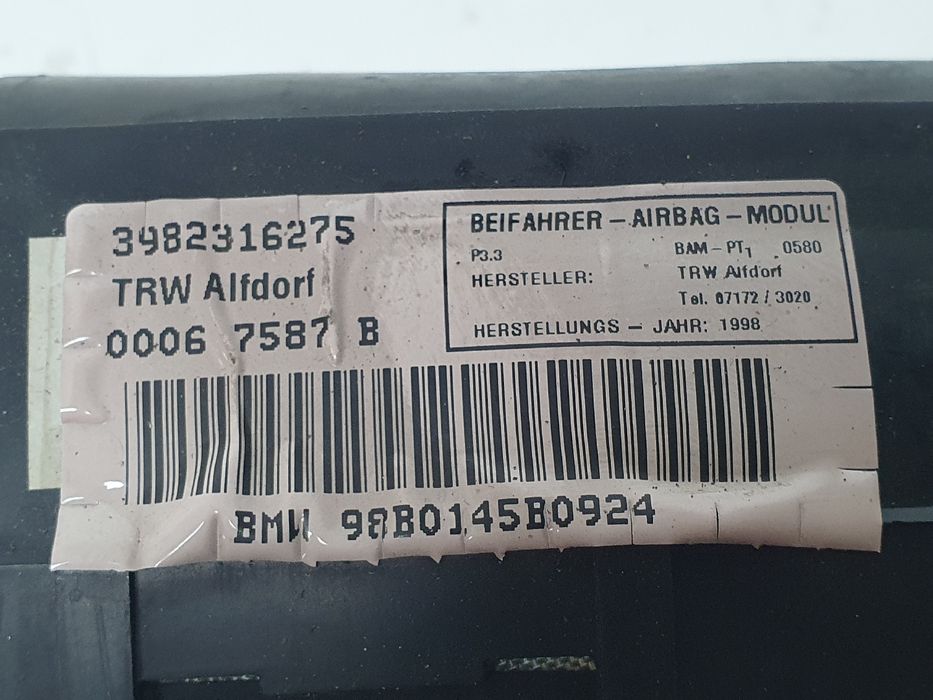 3982316275
TRW Alfdorf
0006 7587 B
BEIFAHRER - AIRBAG - MODUL
P3.3 BAM - PT1 0580
HERSTELLER: TRW Alfdorf
Tel. 07172 / 3020
HERSTELLUNGS - JAHR: 1998
BMW 98B0145B0924